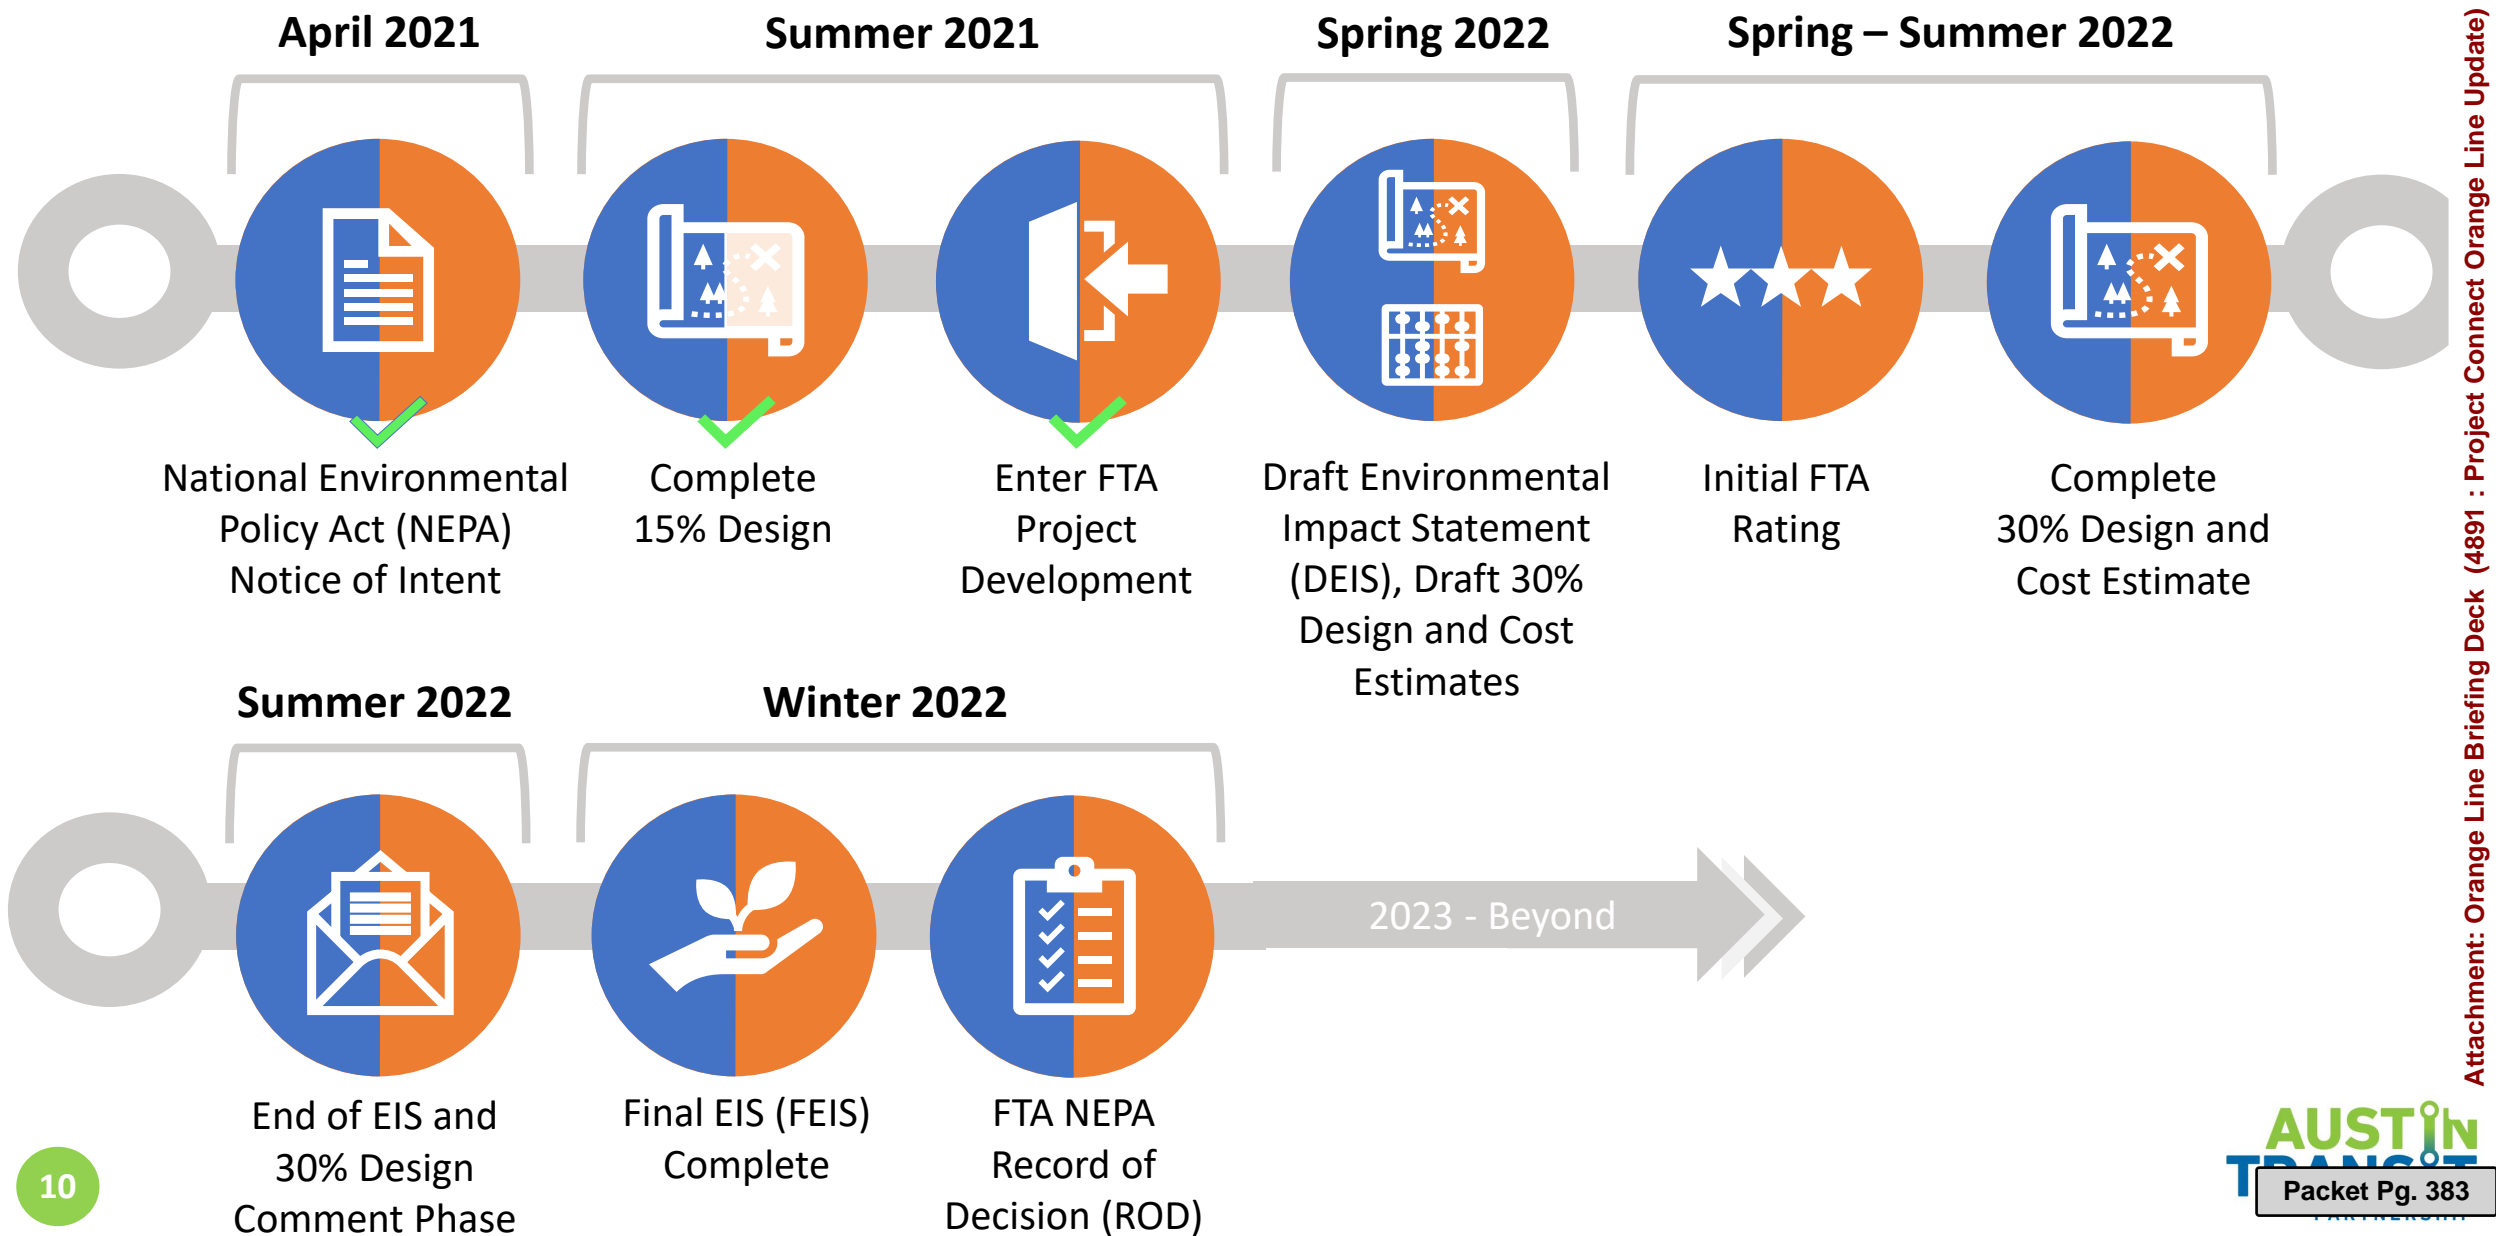 April 2021
Summer 2021
Spring 2022
Spring – Summer 2022
National Environmental
Policy Act (NEPA)
Notice of Intent
Complete
15% Design
Enter FTA
Project
Development
Draft Environmental
Impact Statement
(DEIS), Draft 30%
Design and Cost
Estimates
Initial FTA
Rating
Complete
30% Design and
Cost Estimate
Summer 2022
Winter 2022
2023 - Beyond
End of EIS and
30% Design
Comment Phase
Final EIS (FEIS)
Complete
FTA NEPA
Record of
Decision (ROD)
10
Attachment: Orange Line Briefing Deck (4891 : Project Connect Orange Line Update)
AUSTIN
TRANSIT
Packet Pg. 383